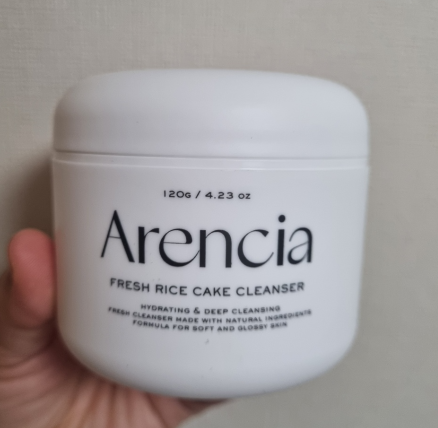 120G / 4.23 oz
Arencia
FRESH RICE CAKE CLEANSER
HYDRATING & DEEP CLEANSING
FRESH CLEANSER MADE WITH NATURAL INGREDIENTS
FORMULA FOR SOFT AND GLOSSY SKIN